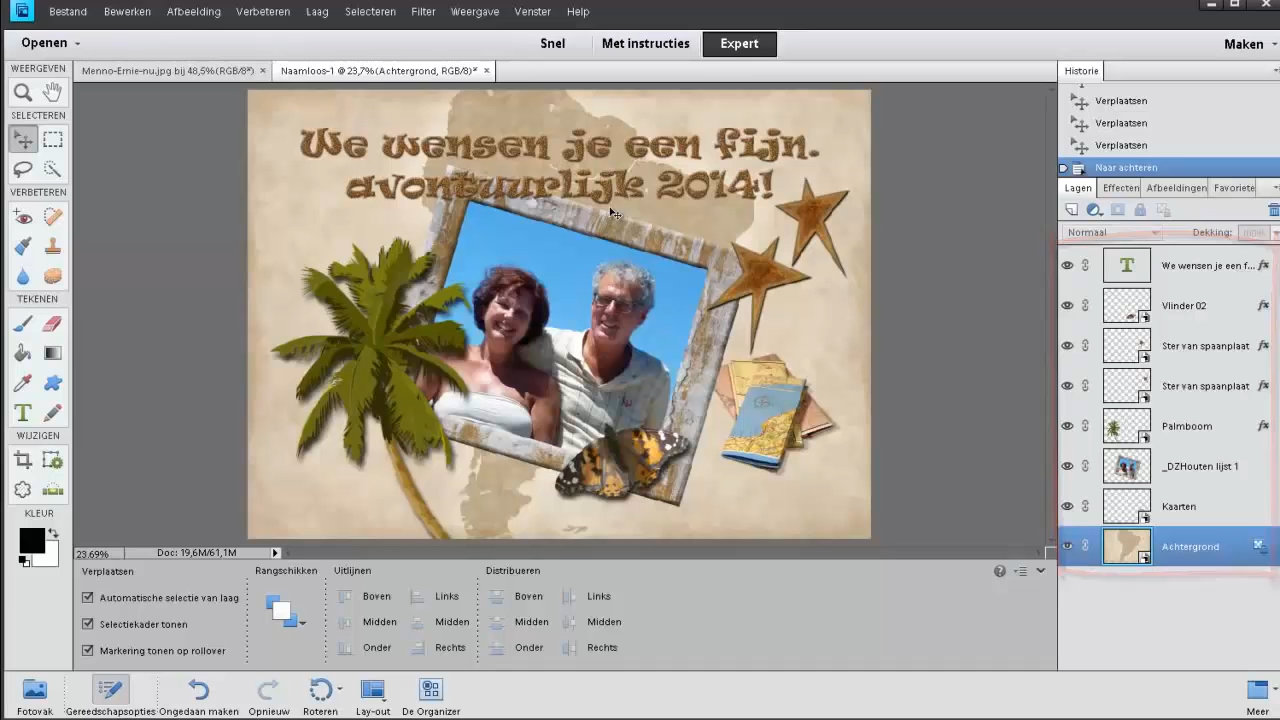 Bestand Bewerken Afbeelding Verbeteren Laag Selecteren Filter Weergave Venster Help
Openen Snel Met instructies Expert Maken
WEERGEVEN
Menno-Ernie-nu.jpg bij 48,5%(RGB/8*) × Naamloos-1 @ 23,7%(Achtergrond, RGB/8)* ×
Historie
SELECTEREN
VERBETEREN
TEKENEN
WIJZIGEN
KLEUR
We wensen je een fijn.
avontuurlijk 2014!
Verplaatsen
Verplaatsen
Verplaatsen
Naar achteren
Lagen Effecten Afbeeldingen Favoriete
Normaal Dekking:
We wensen je een f... fx
Vlinder 02 fx
Ster van spaanplaat fx
Ster van spaanplaat fx
Palmboom fx
_DZHouten lijst 1
Kaarten
Achtergrond
23.69% Doc: 19,6M/61,1M
Verplaatsen Rangschikken Uitlijnen Distribueren
Automatische selectie van laag Boven Links Boven Links
Selectiekader tonen Midden Midden Midden Midden
Markering tonen op rollover Onder Rechts Onder Rechts
Fotovak Gereedschapsopties Ongedaan maken Opnieuw Roteren Lay-out De Organizer Meer